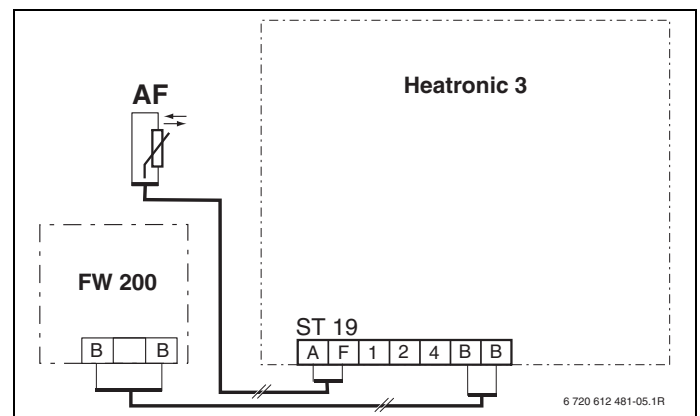 Heatronic 3
AF
FW 200
B B
ST 19
A F 1 2 4 B B
6 720 612 481-05.1R